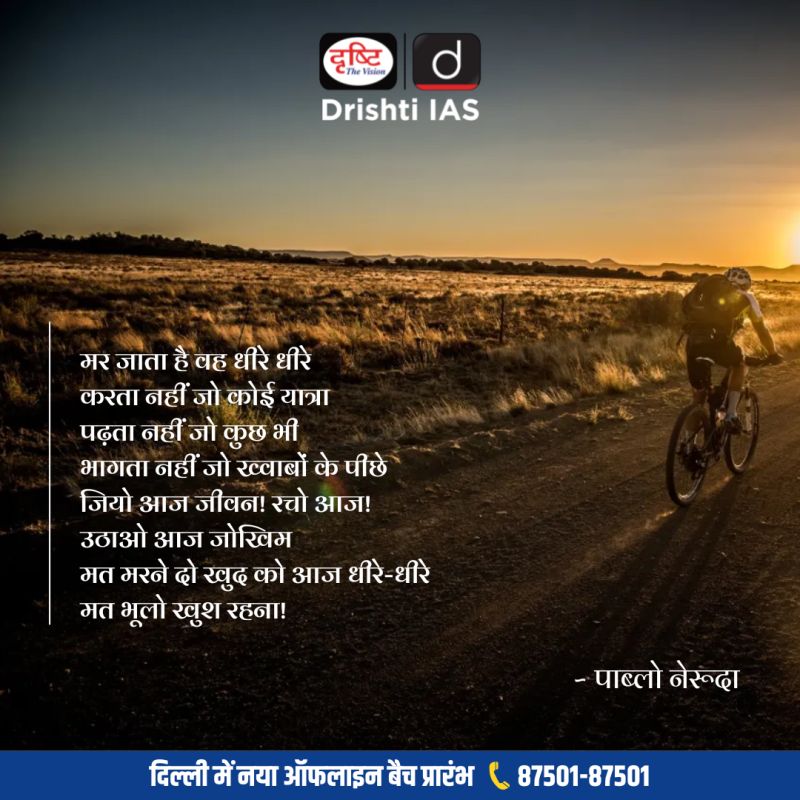 दृष्टि
The Vision
d
Drishti IAS
मर जाता है वह धीरे धीरे
करता नहीं जो कोई यात्रा
पढ़ता नहीं जो कुछ भी
भागता नहीं जो ख्वाबों के पीछे
जियो आज जीवन! रचो आज!
उठाओ आज जोखिम
मत मरने दो खुद को आज धीरे-धीरे
मत भूलो खुश रहना!
- पाब्लो नेरूदा
दिल्ली में नया ऑफलाइन बैच प्रारंभ 87501-87501